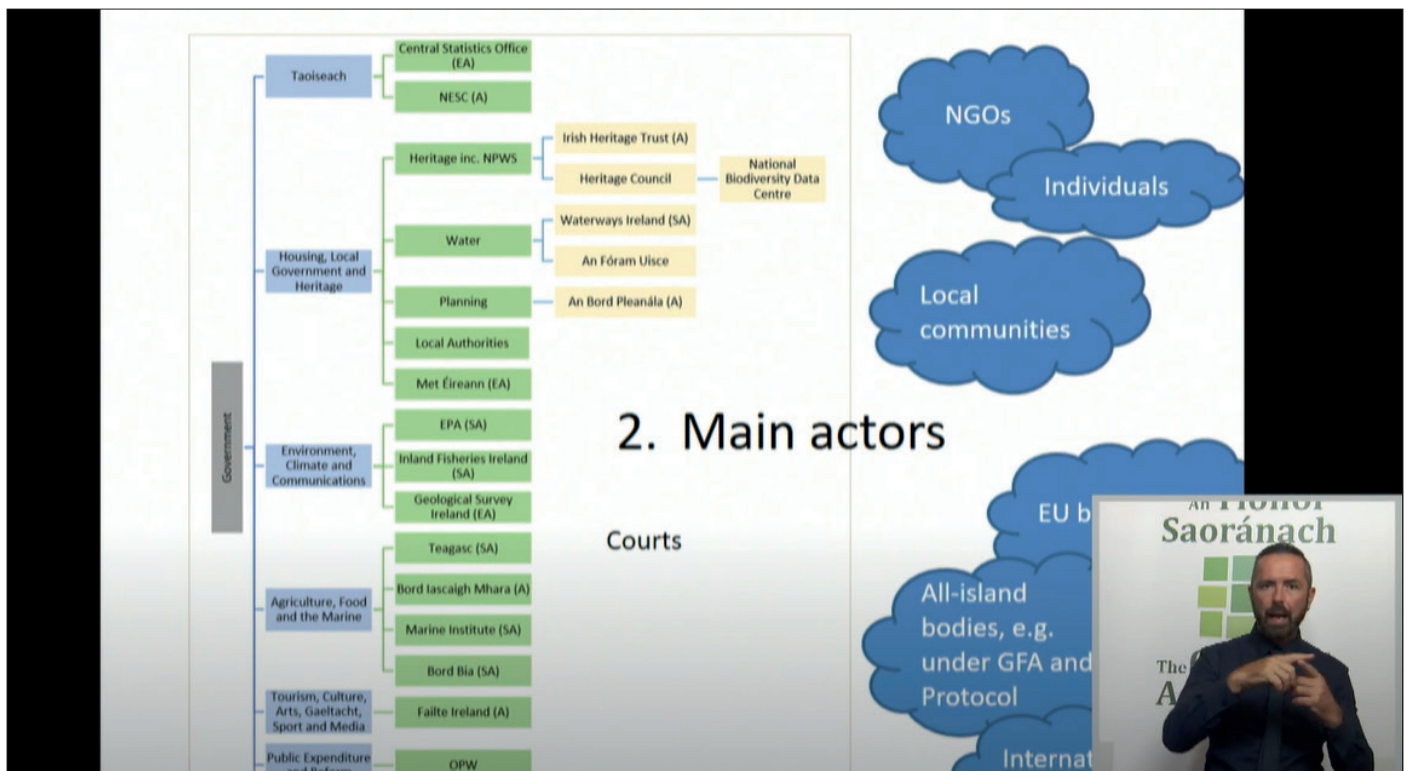 Government
Taoiseach
Central Statistics Office
(EA)
NESC (A)
Housing, Local
Government and
Heritage
Heritage inc. NPWS
Irish Heritage Trust (A)
Heritage Council
National
Biodiversity Data
Centre
Water
Waterways Ireland (SA)
An Fóram Uisce
Planning
An Bord Pleanála (A)
Local Authorities
Met Éireann (EA)
Environment,
Climate and
Communications
EPA (SA)
Inland Fisheries Ireland
(SA)
Geological Survey
Ireland (EA)
Agriculture, Food
and the Marine
Teagasc (SA)
Bord Iascaigh Mhara (A)
Marine Institute (SA)
Bord Bia (SA)
Tourism, Culture,
Arts, Gaeltacht,
Sport and Media
Failte Ireland (A)
Public Expenditure
OPW
2. Main actors
Courts
NGOs
Individuals
Local
communities
EU b
All-island
bodies, e.g.
under GFA and
Protocol
Internat
An
Saoránach
The
A